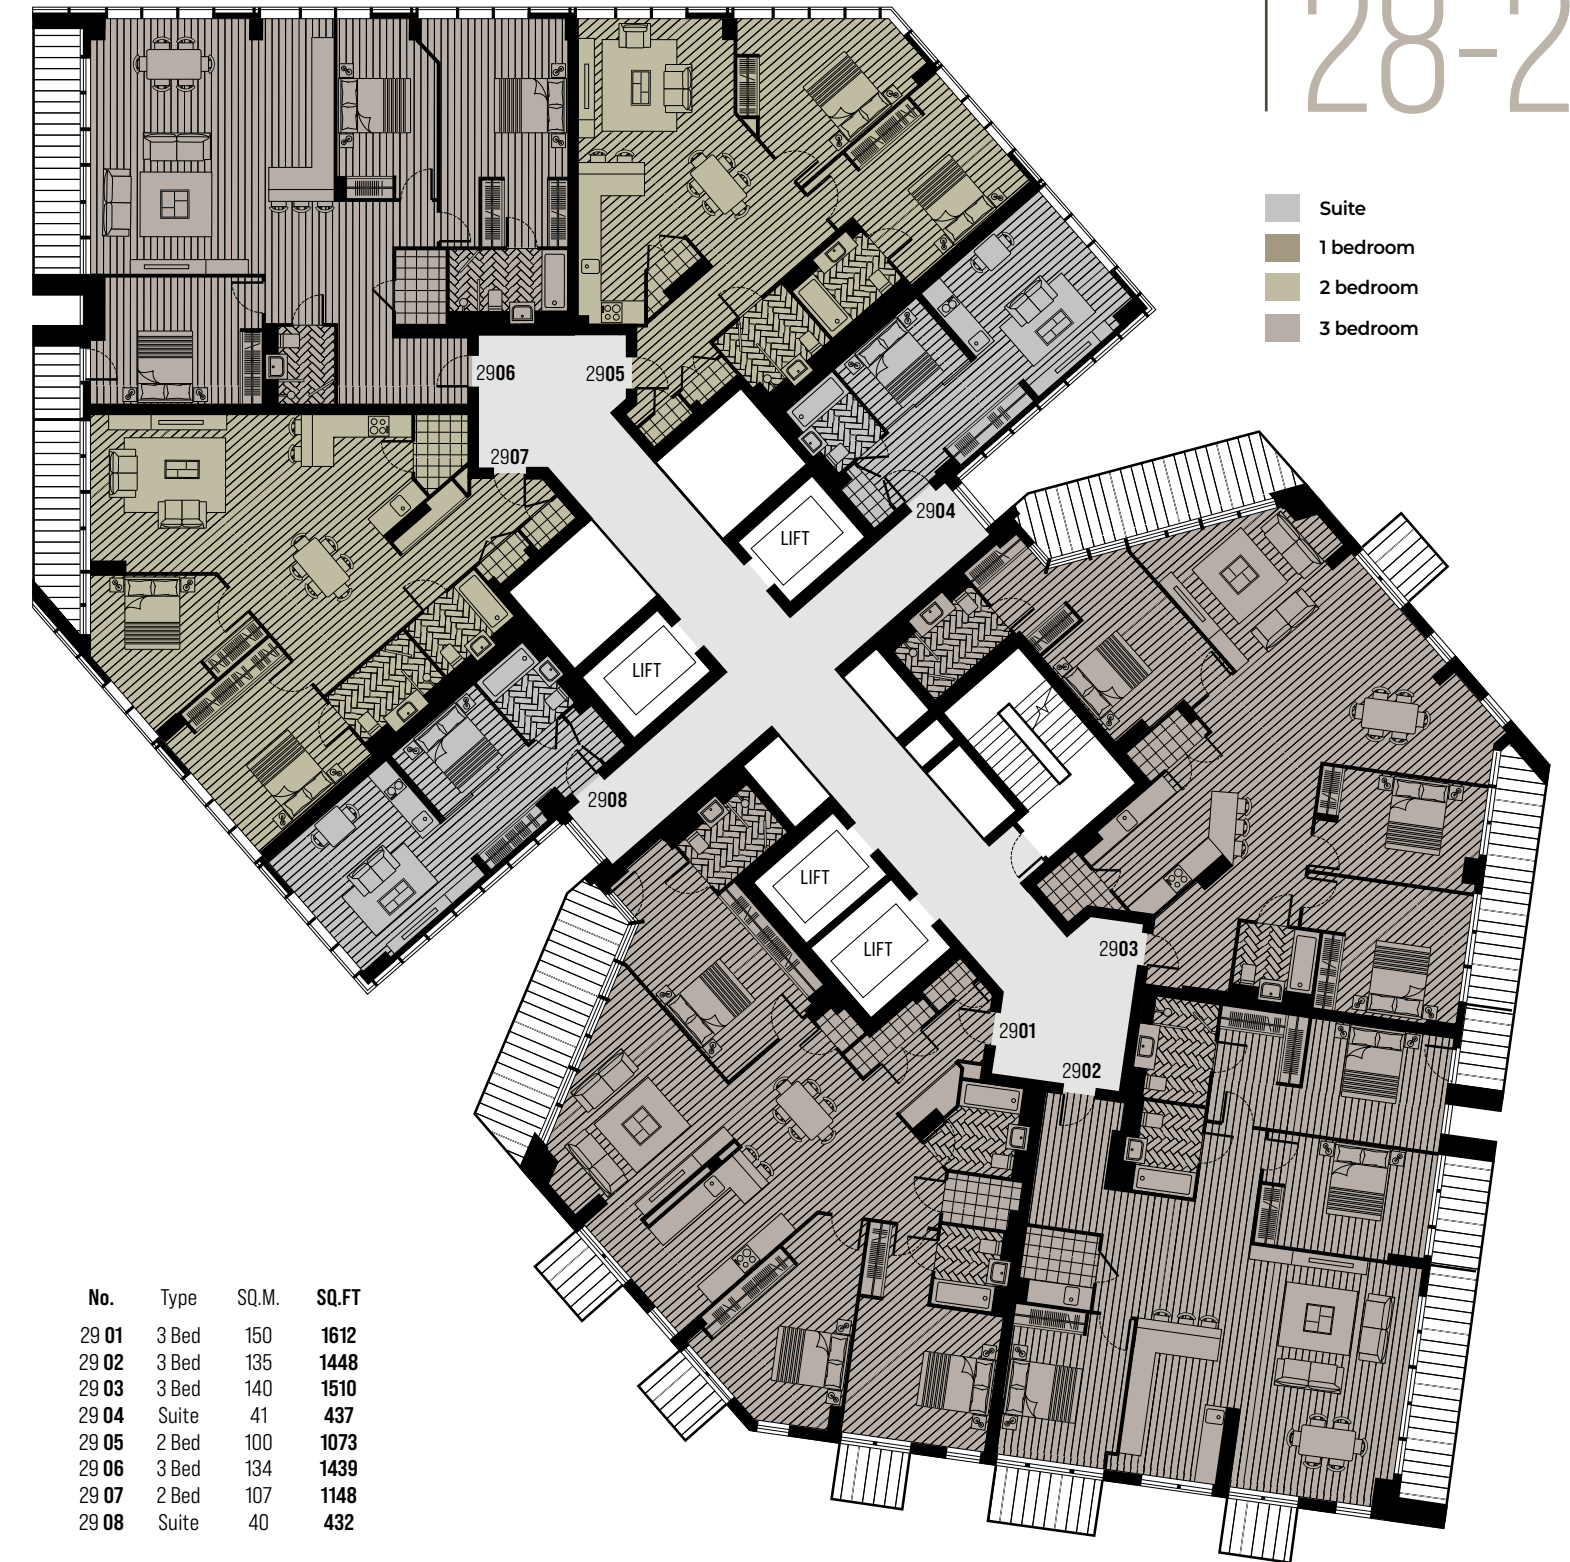 28-2
Suite
1 bedroom
2 bedroom
3 bedroom
2906
2905
2907
2904
LIFT
LIFT
2908
LIFT
LIFT
2903
2901
2902
No. Type SQ.M. SQ.FT
29 01 3 Bed 150 1612
29 02 3 Bed 135 1448
29 03 3 Bed 140 1510
29 04 Suite 41 437
29 05 2 Bed 100 1073
29 06 3 Bed 134 1439
29 07 2 Bed 107 1148
29 08 Suite 40 432